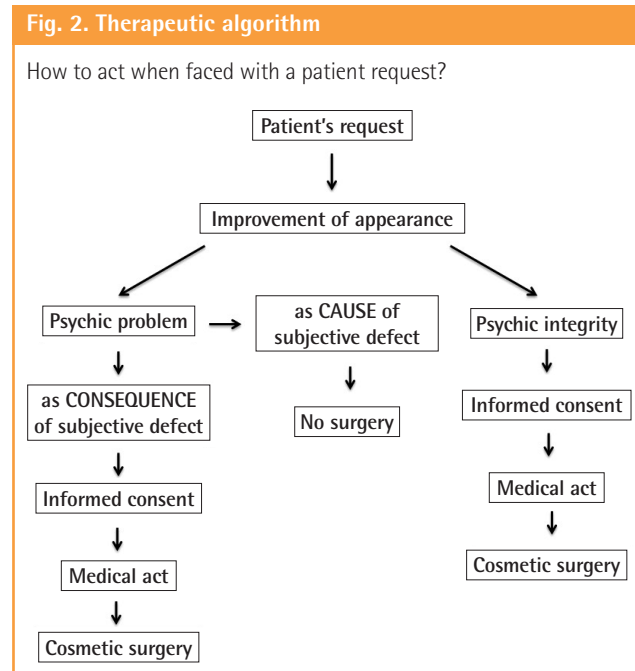 Fig. 2. Therapeutic algorithm
How to act when faced with a patient request?
Patient's request
Improvement of appearance
Psychic problem
as CONSEQUENCE
of subjective defect
Informed consent
Medical act
Cosmetic surgery
as CAUSE of
subjective defect
No surgery
Psychic integrity
Informed consent
Medical act
Cosmetic surgery